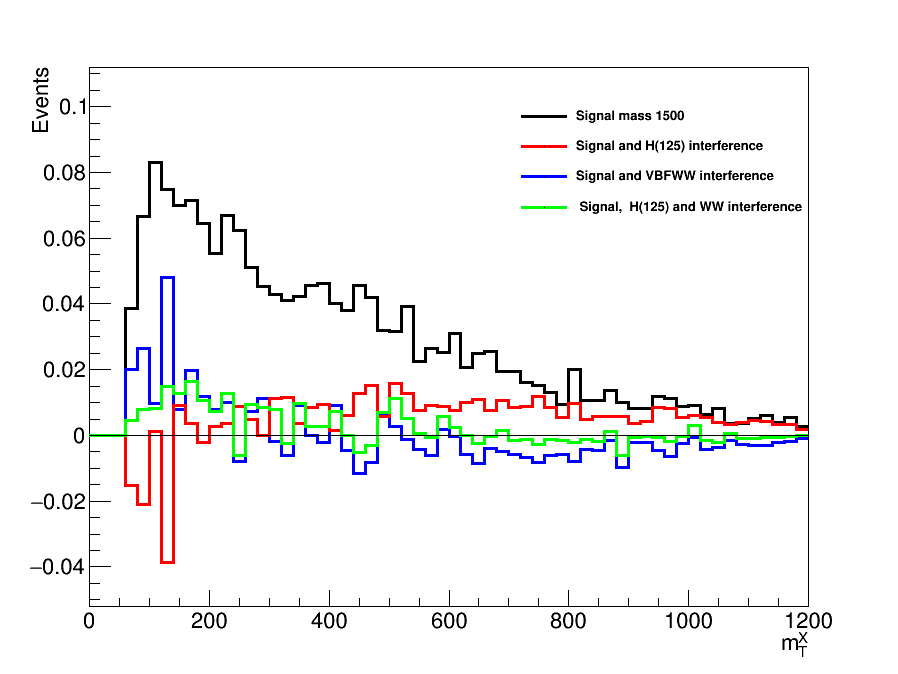 Events
0.1
0.08
0.06
0.04
0.02
0
−0.02
−0.04
Signal mass 1500
Signal and H(125) interference
Signal and VBFWW interference
Signal, H(125) and WW interference
0 200 400 600 800 1000 1200
m_T^X